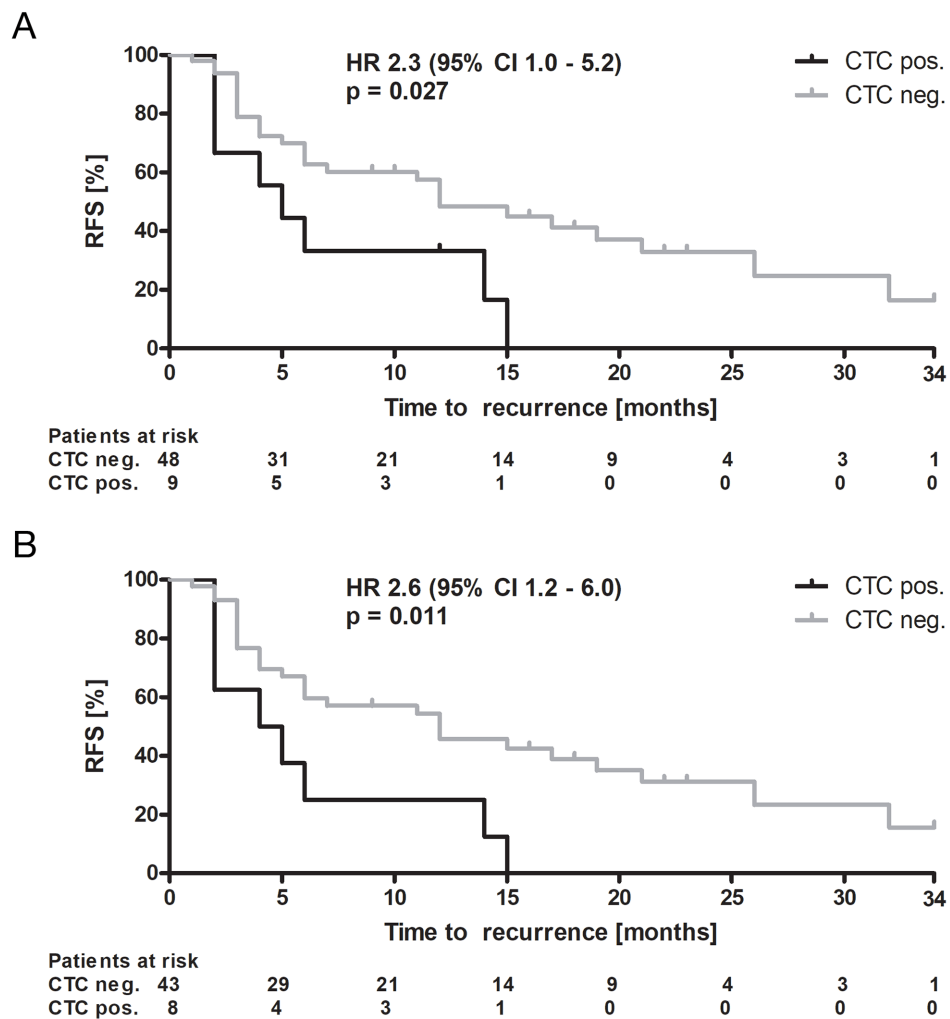 A
HR 2.3 (95% CI 1.0 - 5.2)
p = 0.027
CTC pos.
CTC neg.
100
80
60
40
20
0
RFS [%]
0 5 10 15 20 25 30 34
Time to recurrence [months]
Patients at risk
CTC neg. 48 31 21 14 9 4 3 1
CTC pos. 9 5 3 1 0 0 0 0
B
HR 2.6 (95% CI 1.2 - 6.0)
p = 0.011
CTC pos.
CTC neg.
100
80
60
40
20
0
RFS [%]
0 5 10 15 20 25 30 34
Time to recurrence [months]
Patients at risk
CTC neg. 43 29 21 14 9 4 3 1
CTC pos. 8 4 3 1 0 0 0 0